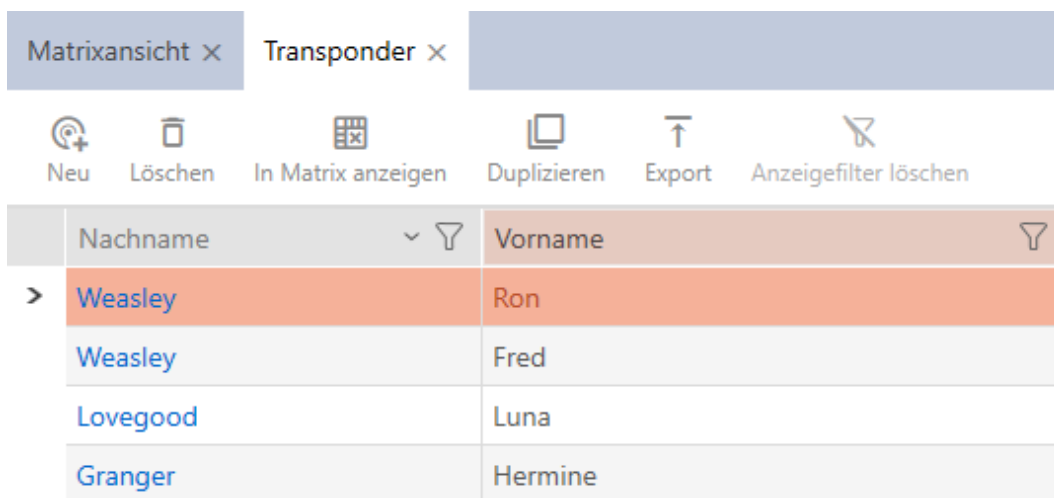 Matrixansicht Transponder
Neu Löschen In Matrix anzeigen Duplizieren Export Anzeigefilter löschen
Nachname Vorname
Weasley Ron
Weasley Fred
Lovegood Luna
Granger Hermine